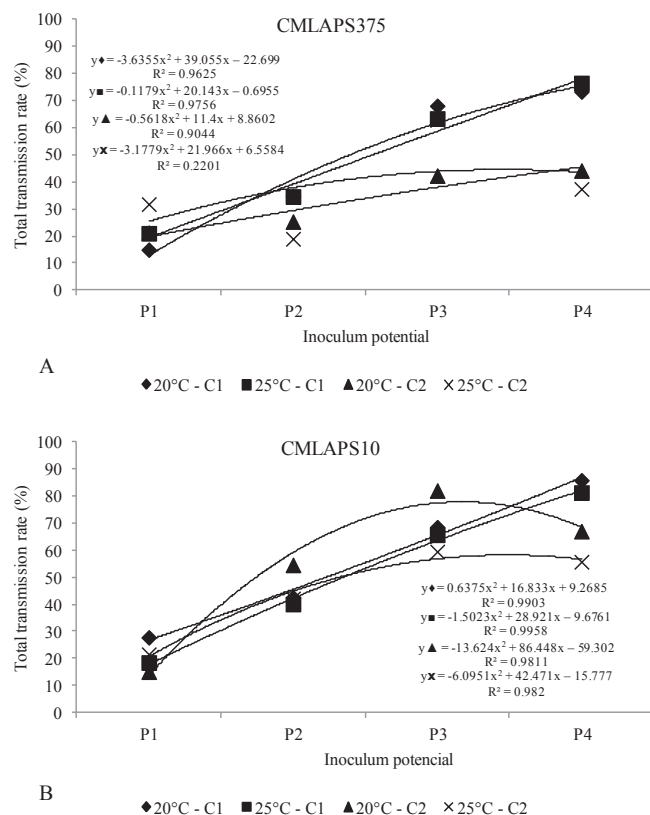 CMLAPS375
Total transmission rate (%)
100
90
80
70
60
50
40
30
20
10
0
y♦= -3.6355x² + 39.055x – 22.699
R² = 0.9625
y■= -0.1179x² + 20.143x – 0.6955
R² = 0.9756
y▲= -0.5618x² + 11.4x + 8.8602
R² = 0.9044
y✖= -3.1779x² + 21.966x + 6.5584
R² = 0.2201
P1 P2 P3 P4
Inoculum potential
A
♦20°C - C1 ■25°C - C1 ▲20°C - C2 ×25°C - C2
CMLAPS10
Total transmission rate (%)
100
90
80
70
60
50
40
30
20
10
0
y♦= 0.6375x² + 16.833x + 9.2685
R² = 0.9903
y■= -1.5023x² + 28.921x – 9.6761
R² = 0.9958
y▲= -13.624x² + 86.448x – 59.302
R² = 0.9811
y✖= -6.0951x² + 42.471x – 15.777
R² = 0.982
P1 P2 P3 P4
Inoculum potencial
B
♦20°C - C1 ■25°C - C1 ▲20°C - C2 ×25°C - C2